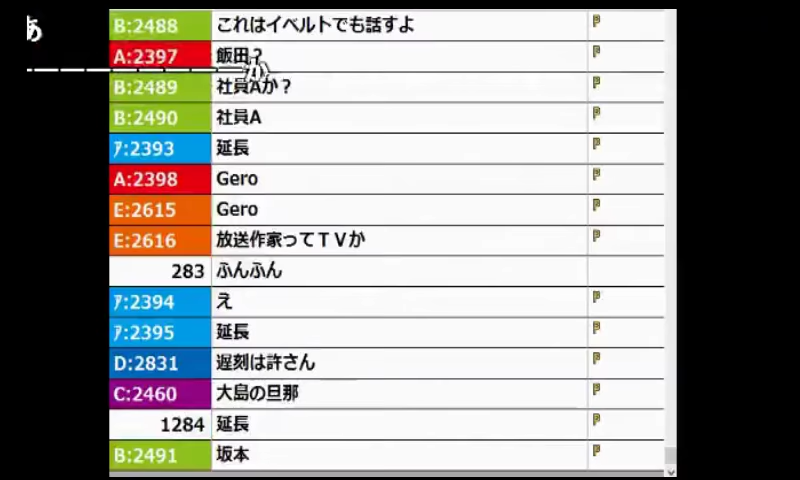 あ
B:2488 これはイベルトでも話すよ P
A:2397 飯田? P
か
B:2489 社員Aか? P
B:2490 社員A P
ｱ:2393 延長 P
A:2398 Gero P
E:2615 Gero P
E:2616 放送作家ってＴＶか P
283 ふんふん
ｱ:2394 え P
ｱ:2395 延長 P
D:2831 遅刻は許さん P
C:2460 大島の旦那 P
1284 延長 P
B:2491 坂本 P